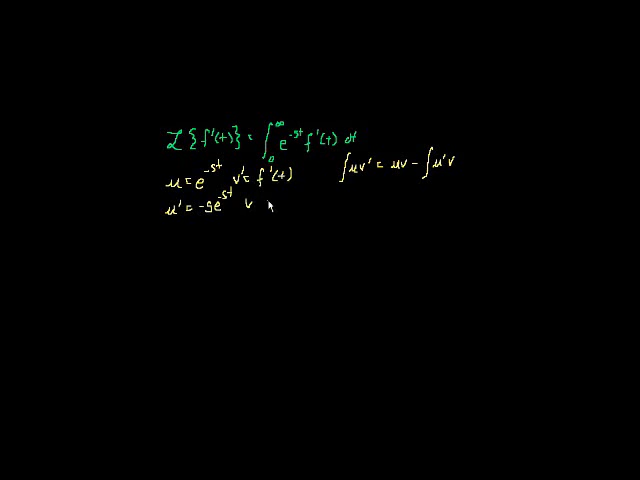 ℒ{f'(t)} = ∫₀^∞ e^{-st} f'(t) dt
u = e^{-st} v' = f'(t) ∫uv' = uv - ∫u'v
u' = -se^{-st} v